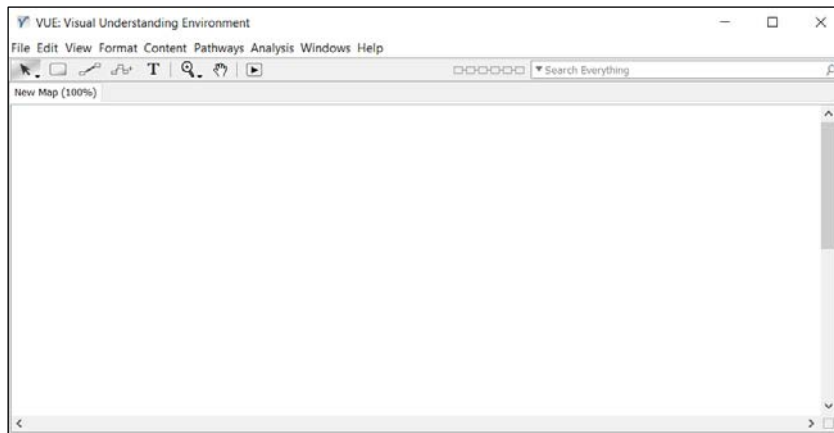 VUE: Visual Understanding Environment
File Edit View Format Content Pathways Analysis Windows Help
T Search Everything
New Map (100%)